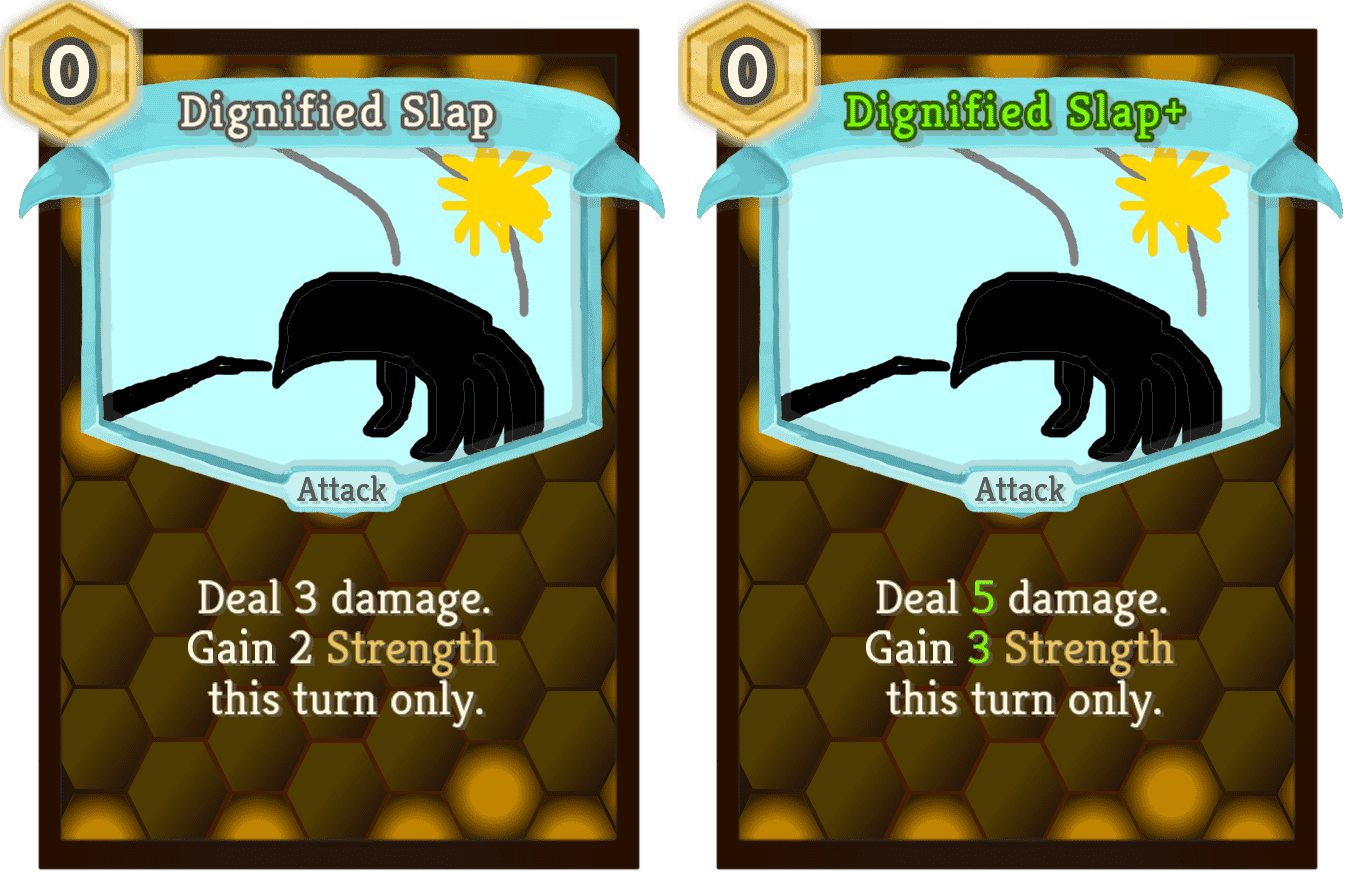 0
Dignified Slap
Attack
Deal 3 damage.
Gain 2 Strength
this turn only.
0
Dignified Slap+
Attack
Deal 5 damage.
Gain 3 Strength
this turn only.